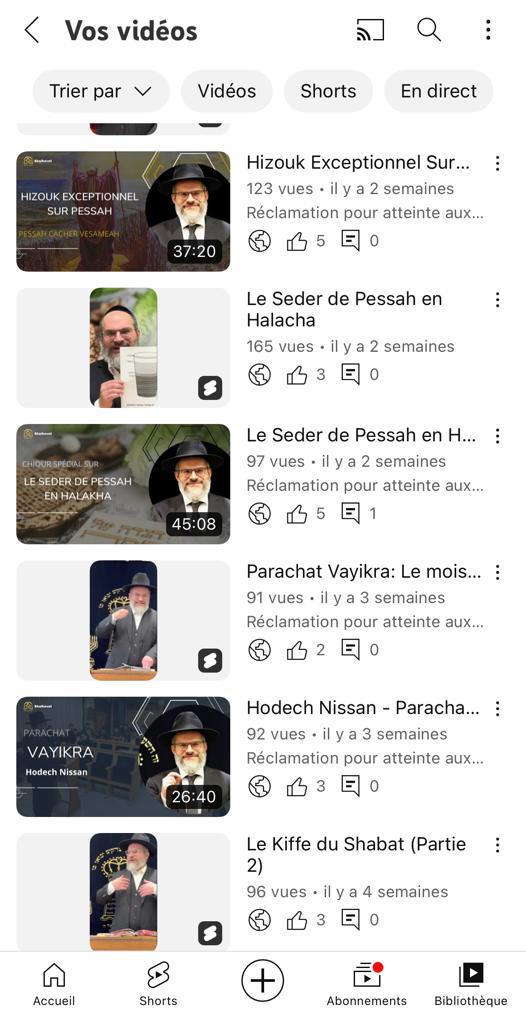 Vos vidéos
Trier par
Vidéos
Shorts
En direct
HIZOUK EXCEPTIONNEL
SUR PESSAH
PESSAH CACHER VESAMEAH
37:20
Hizouk Exceptionnel Sur...
123 vues • il y a 2 semaines
Réclamation pour atteinte aux...
5
0
Le Seder de Pessah en
Halacha
165 vues • il y a 2 semaines
3
0
CHIOUR SPÉCIAL SUR
LE SEDER DE PESSAH
EN HALAKHA
45:08
Le Seder de Pessah en H...
97 vues • il y a 2 semaines
Réclamation pour atteinte aux...
5
1
Parachat Vayikra: Le mois...
91 vues • il y a 3 semaines
Réclamation pour atteinte aux...
2
0
PARACHAT
VAYIKRA
Hodech Nissan
26:40
Hodech Nissan - Paracha...
92 vues • il y a 3 semaines
Réclamation pour atteinte aux...
3
0
Le Kiffe du Shabat (Partie
2)
96 vues • il y a 4 semaines
3
0
Accueil
Shorts
Abonnements
Bibliothèque